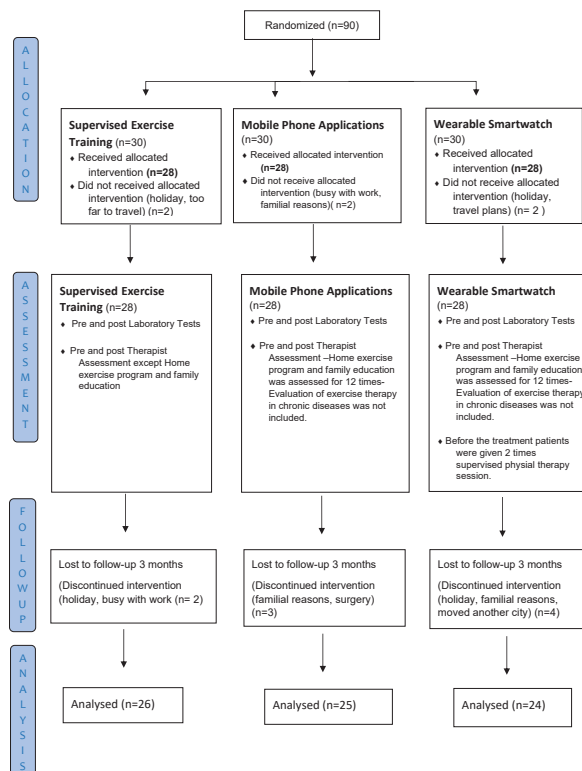 Randomized (n=90)
ALLOCATION
Supervised Exercise
Training (n=30)
♦ Received allocated
intervention (n=28)
♦ Did not received allocated
intervention (holiday, too
far to travel) (n=2)
Mobile Phone Applications
(n=30)
♦ Received allocated intervention
(n=28)
♦ Did not receive allocated
intervention (busy with work,
familial reasons)( n=2)
Wearable Smartwatch
(n=30)
♦ Received allocated
intervention (n=28)
♦ Did not receive allocated
intervention (holiday,
travel plans) (n= 2 )
ASSESSMENT
Supervised Exercise
Training (n=28)
♦ Pre and post Laboratory Tests
♦ Pre and post Therapist
Assessment except Home
exercise program and family
education
Mobile Phone Applications
(n=28)
♦ Pre and post Laboratory Tests
♦ Pre and post Therapist
Assessment –Home exercise
program and family education
was assessed for 12 times-
Evaluation of exercise therapy
in chronic diseases was not
included.
Wearable Smartwatch
(n=28)
♦ Pre and post Laboratory Tests
♦ Pre and post Therapist
Assessment –Home exercise
program and family education
was assessed for 12 times-
Evaluation of exercise therapy
in chronic diseases was not
included.
♦ Before the treatment patients
were given 2 times
supervised physial therapy
session.
FOLLOWUP
Lost to follow-up 3 months
(Discontinued intervention
(holiday, busy with work (n= 2)
Lost to follow-up 3 months
(Discontinued intervention
(familial reasons, surgery)
(n=3)
Lost to follow-up 3 months
(Discontinued intervention
(holiday, familial reasons,
moved another city) (n=4)
ANALYSIS
Analysed (n=26)
Analysed (n=25)
Analysed (n=24)